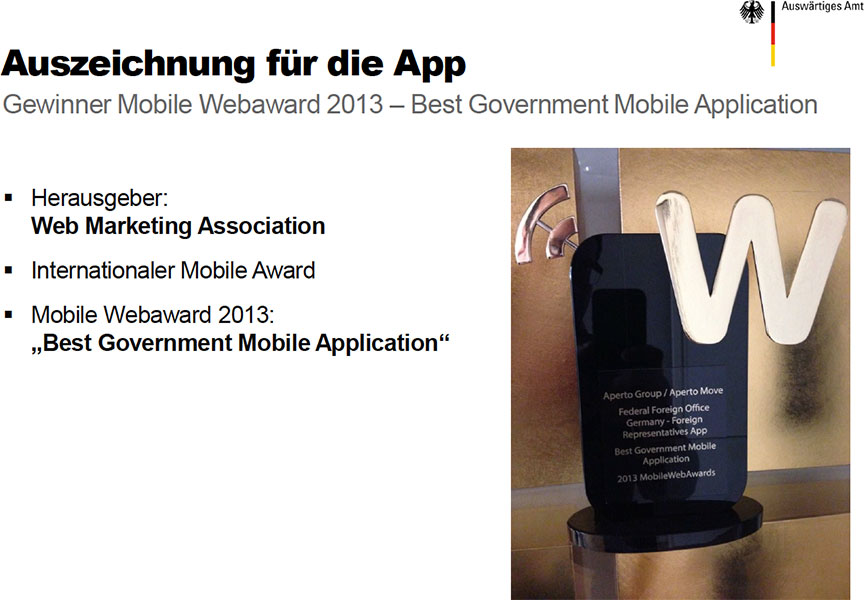 Auswärtiges Amt
Auszeichnung für die App
Gewinner Mobile Webaward 2013 – Best Government Mobile Application
Herausgeber:
Web Marketing Association
Internationaler Mobile Award
Mobile Webaward 2013:
„Best Government Mobile Application“
W
Aperto Group / Aperto Move
Federal Foreign Office
Germany - Foreign
Representatives App
Best Government Mobile
Application
2013 MobileWebAwards